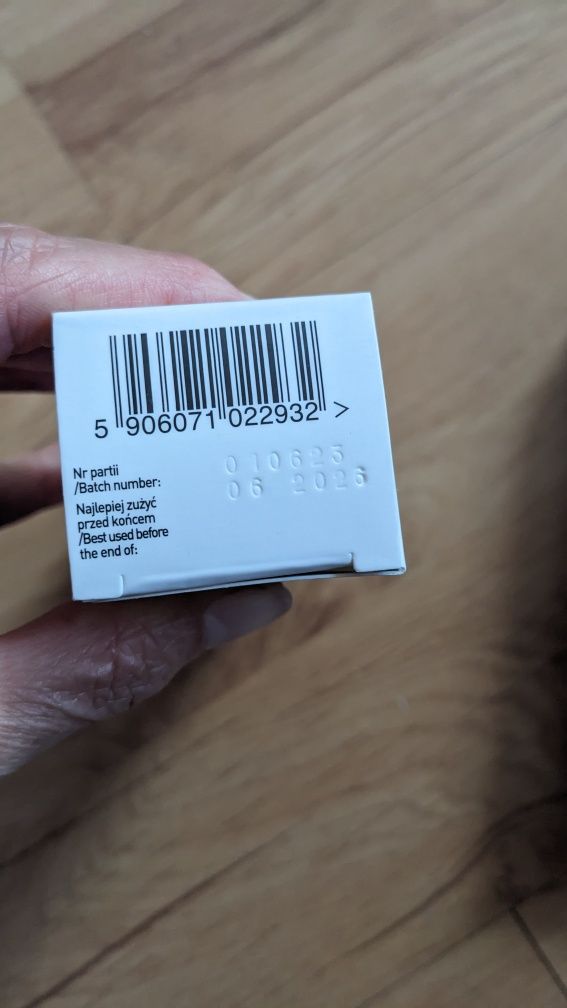 5 906071 022932 >
Nr partii
/Batch number:
010623
Najlepiej zużyć
przed końcem
/Best used before
the end of:
06 2026